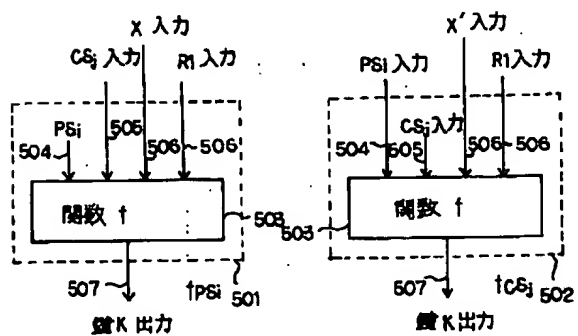 X 入力
CSj 入力
R1 入力
PSi
504
505
506
506
関数 f
503
507
fPSi
501
鍵K 出力
X′ 入力
PSi 入力
R1 入力
CSj 入力
504
505
506
506
関数 f
503
507
fCSj
502
鍵K 出力